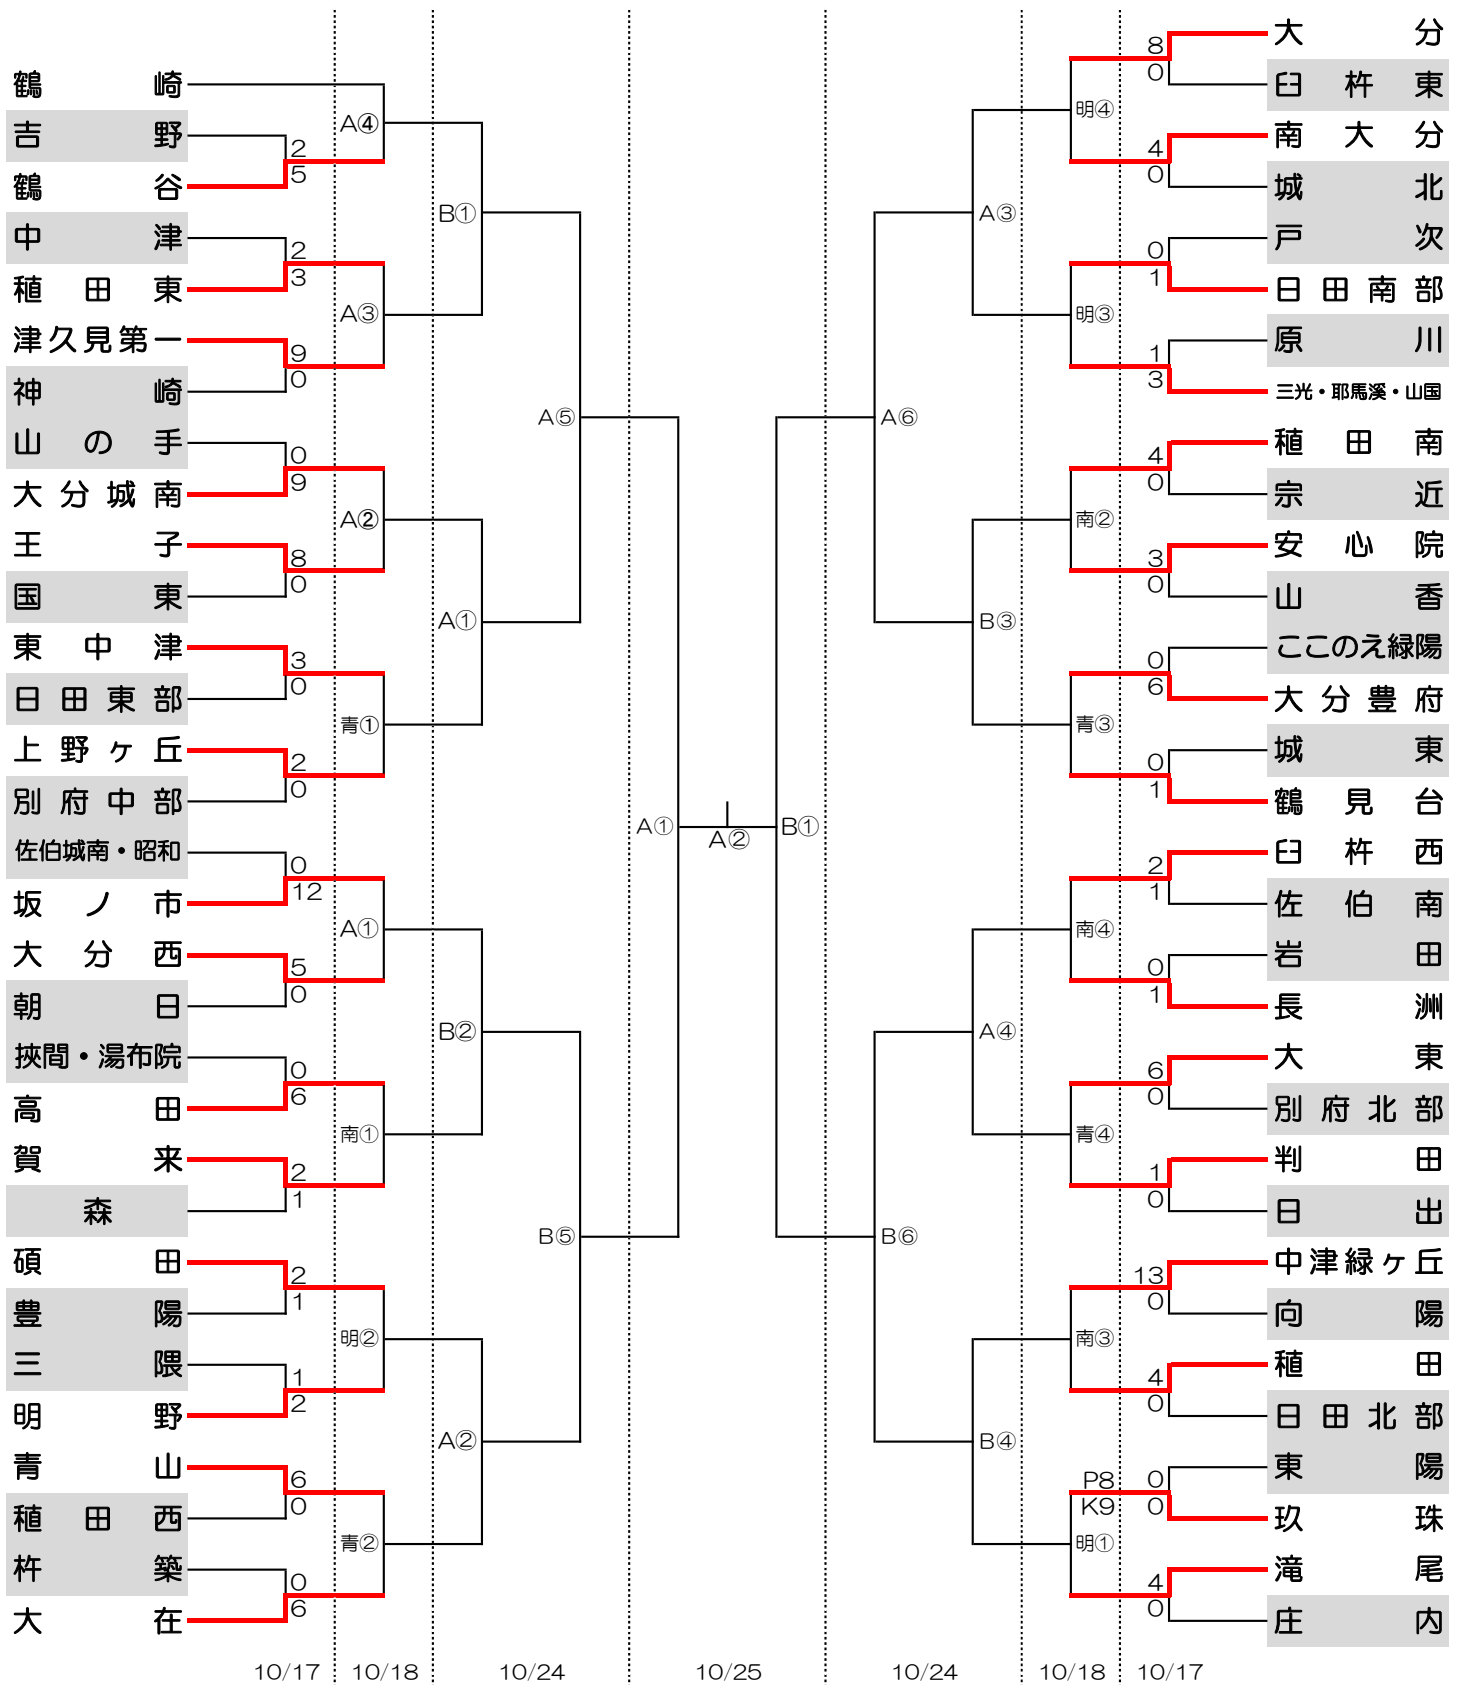 鶴崎
吉野
鶴谷
中津
稙田東
津久見第一
神崎
山の手
大分城南
王子
国東
東中津
日田東部
上野ヶ丘
別府中部
佐伯城南・昭和
坂ノ市
大分西
朝日
挾間・湯布院
高田
賀来
森
碩田
豊陽
三隈
明野
青山
稙田西
杵築
大在
2
5
2
3
9
0
0
9
8
0
3
0
2
0
0
12
5
0
0
6
2
1
2
1
1
2
6
0
0
6
A④
A③
A②
青①
A①
南①
明②
青②
B①
A①
B②
A②
A⑤
B⑤
A①
A②
B①
A⑥
B⑥
A③
B③
A④
B④
明④
明③
南②
青③
南④
青④
南③
明①
8
0
4
0
0
1
1
3
4
0
3
0
0
6
0
1
2
1
0
1
6
0
1
0
13
0
4
0
P8 0
K9 0
4
0
大分
臼杵東
南大分
城北
戸次
日田南部
原川
三光・耶馬溪・山国
稙田南
宗近
安心院
山香
ここのえ緑陽
大分豊府
城東
鶴見台
臼杵西
佐伯南
岩田
長洲
大東
別府北部
判田
日出
中津緑ヶ丘
向陽
稙田
日田北部
東陽
玖珠
滝尾
庄内
10/17 10/18 10/24 10/25 10/24 10/18 10/17